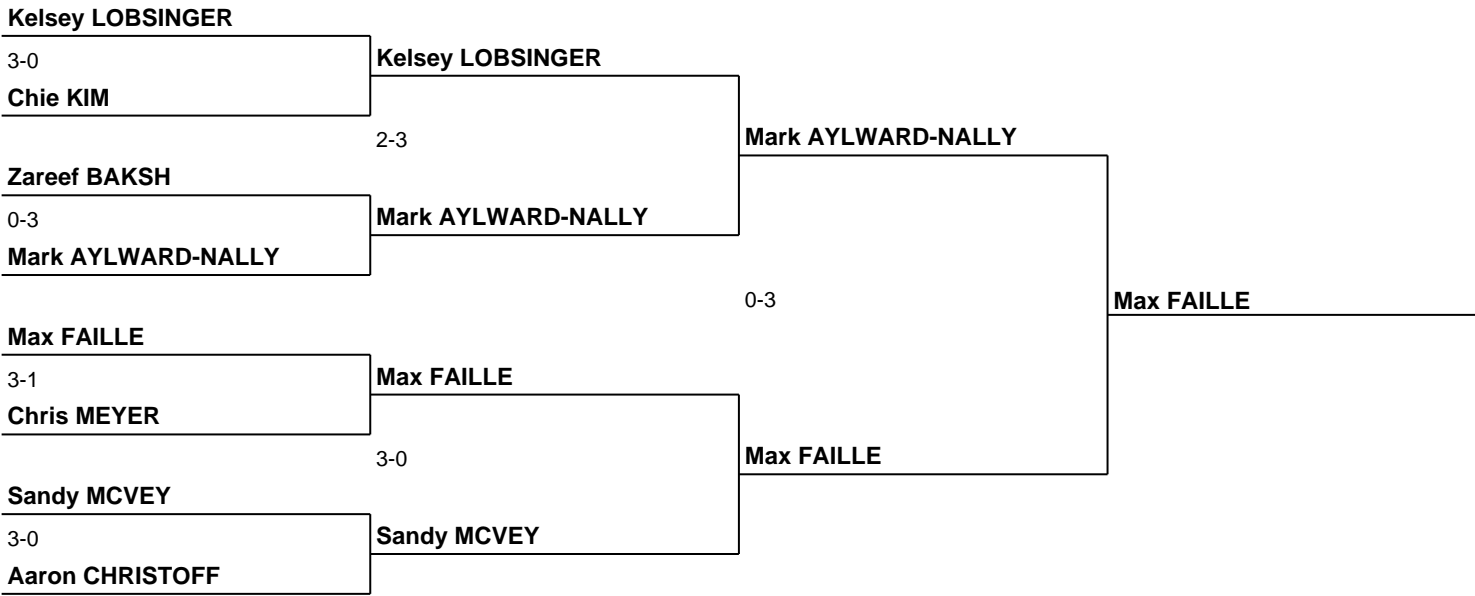 Kelsey LOBSINGER
3-0
Chie KIM
Zareef BAKSH
0-3
Mark AYLWARD-NALLY
Max FAILLE
3-1
Chris MEYER
Sandy MCVEY
3-0
Aaron CHRISTOFF
Kelsey LOBSINGER
2-3
Mark AYLWARD-NALLY
Max FAILLE
3-0
Sandy MCVEY
Mark AYLWARD-NALLY
0-3
Max FAILLE
Max FAILLE